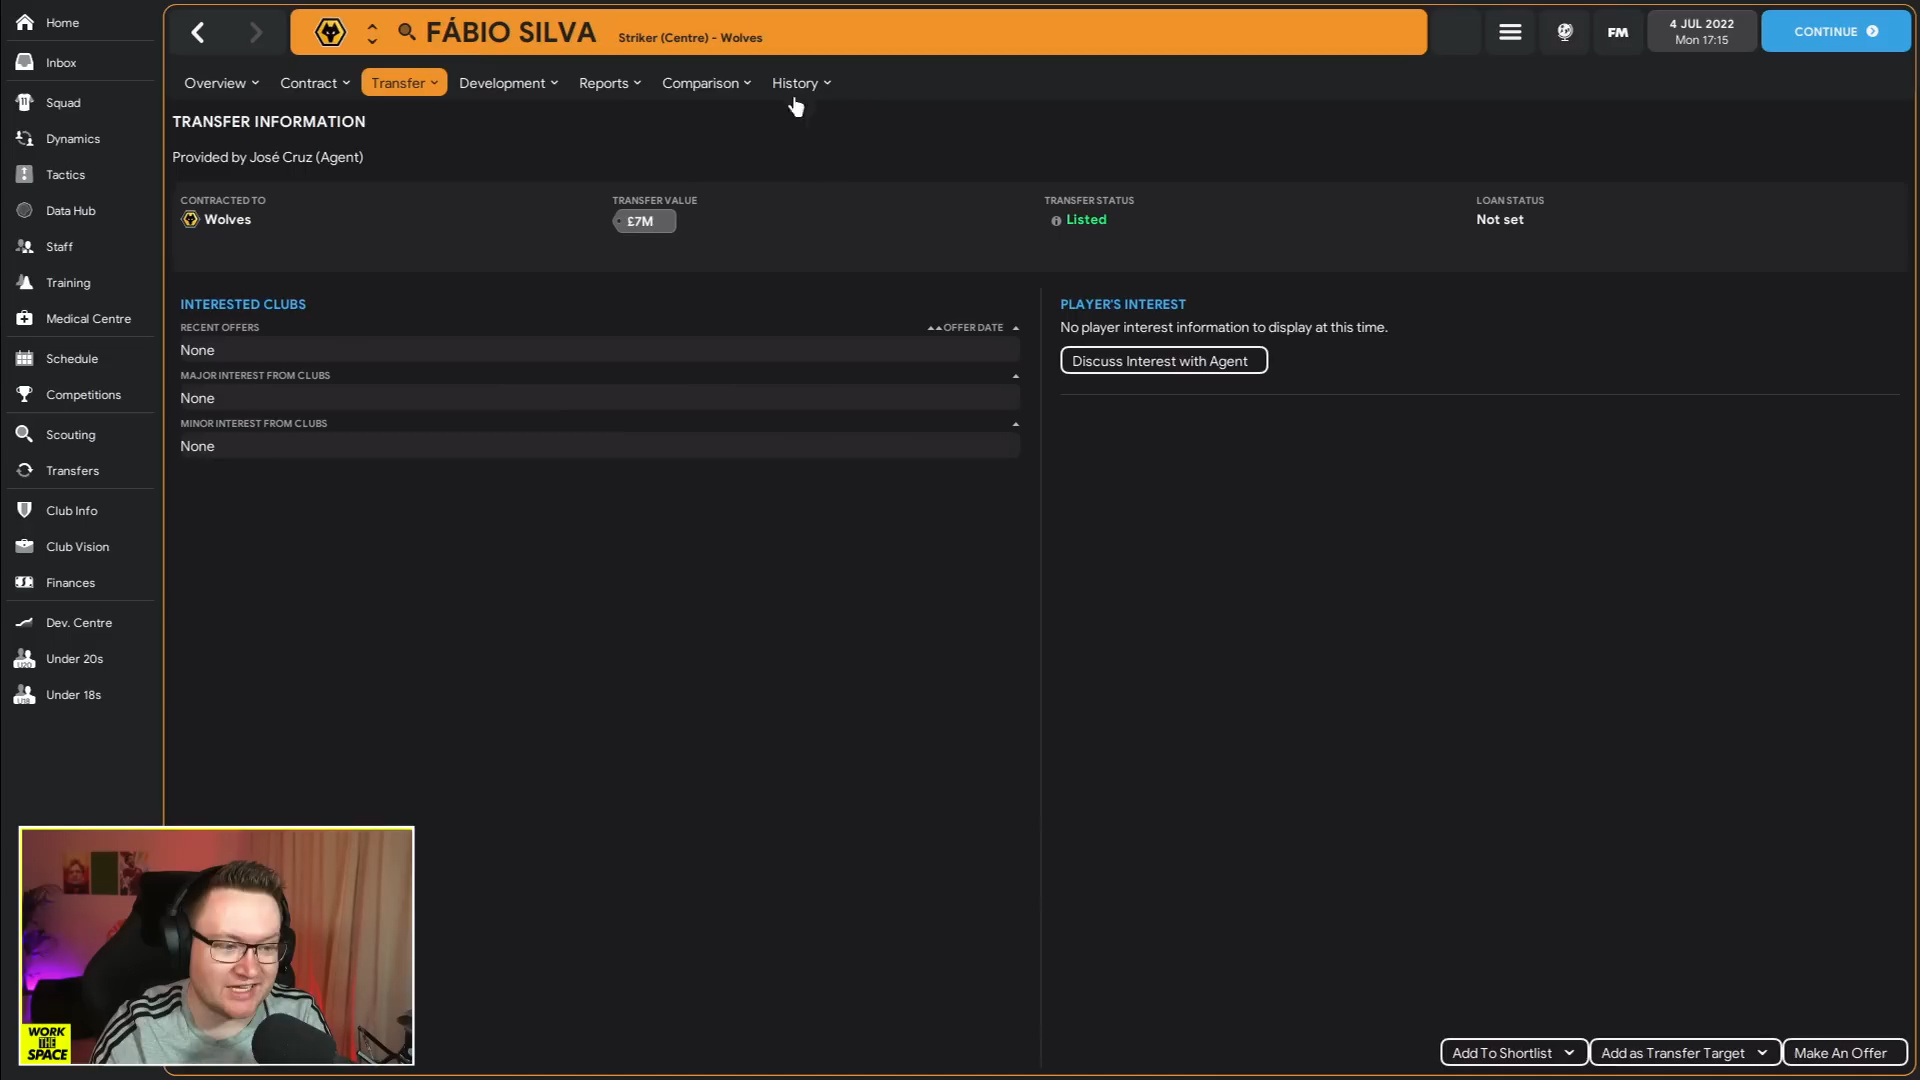 Home
Inbox
Squad
Dynamics
Tactics
Data Hub
Staff
Training
Medical Centre
Schedule
Competitions
Scouting
Transfers
Club Info
Club Vision
Finances
Dev. Centre
Under 20s
Under 18s
FÁBIO SILVA Striker (Centre) - Wolves
FM
4 JUL 2022
Mon 17:15
CONTINUE
Overview Contract Transfer Development Reports Comparison History
TRANSFER INFORMATION
Provided by José Cruz (Agent)
CONTRACTED TO
Wolves
TRANSFER VALUE
£7M
TRANSFER STATUS
Listed
LOAN STATUS
Not set
INTERESTED CLUBS
RECENT OFFERS OFFER DATE
None
MAJOR INTEREST FROM CLUBS
None
MINOR INTEREST FROM CLUBS
None
PLAYER'S INTEREST
No player interest information to display at this time.
Discuss Interest with Agent
WORK
THE
SPACE
Add To Shortlist Add as Transfer Target Make An Offer